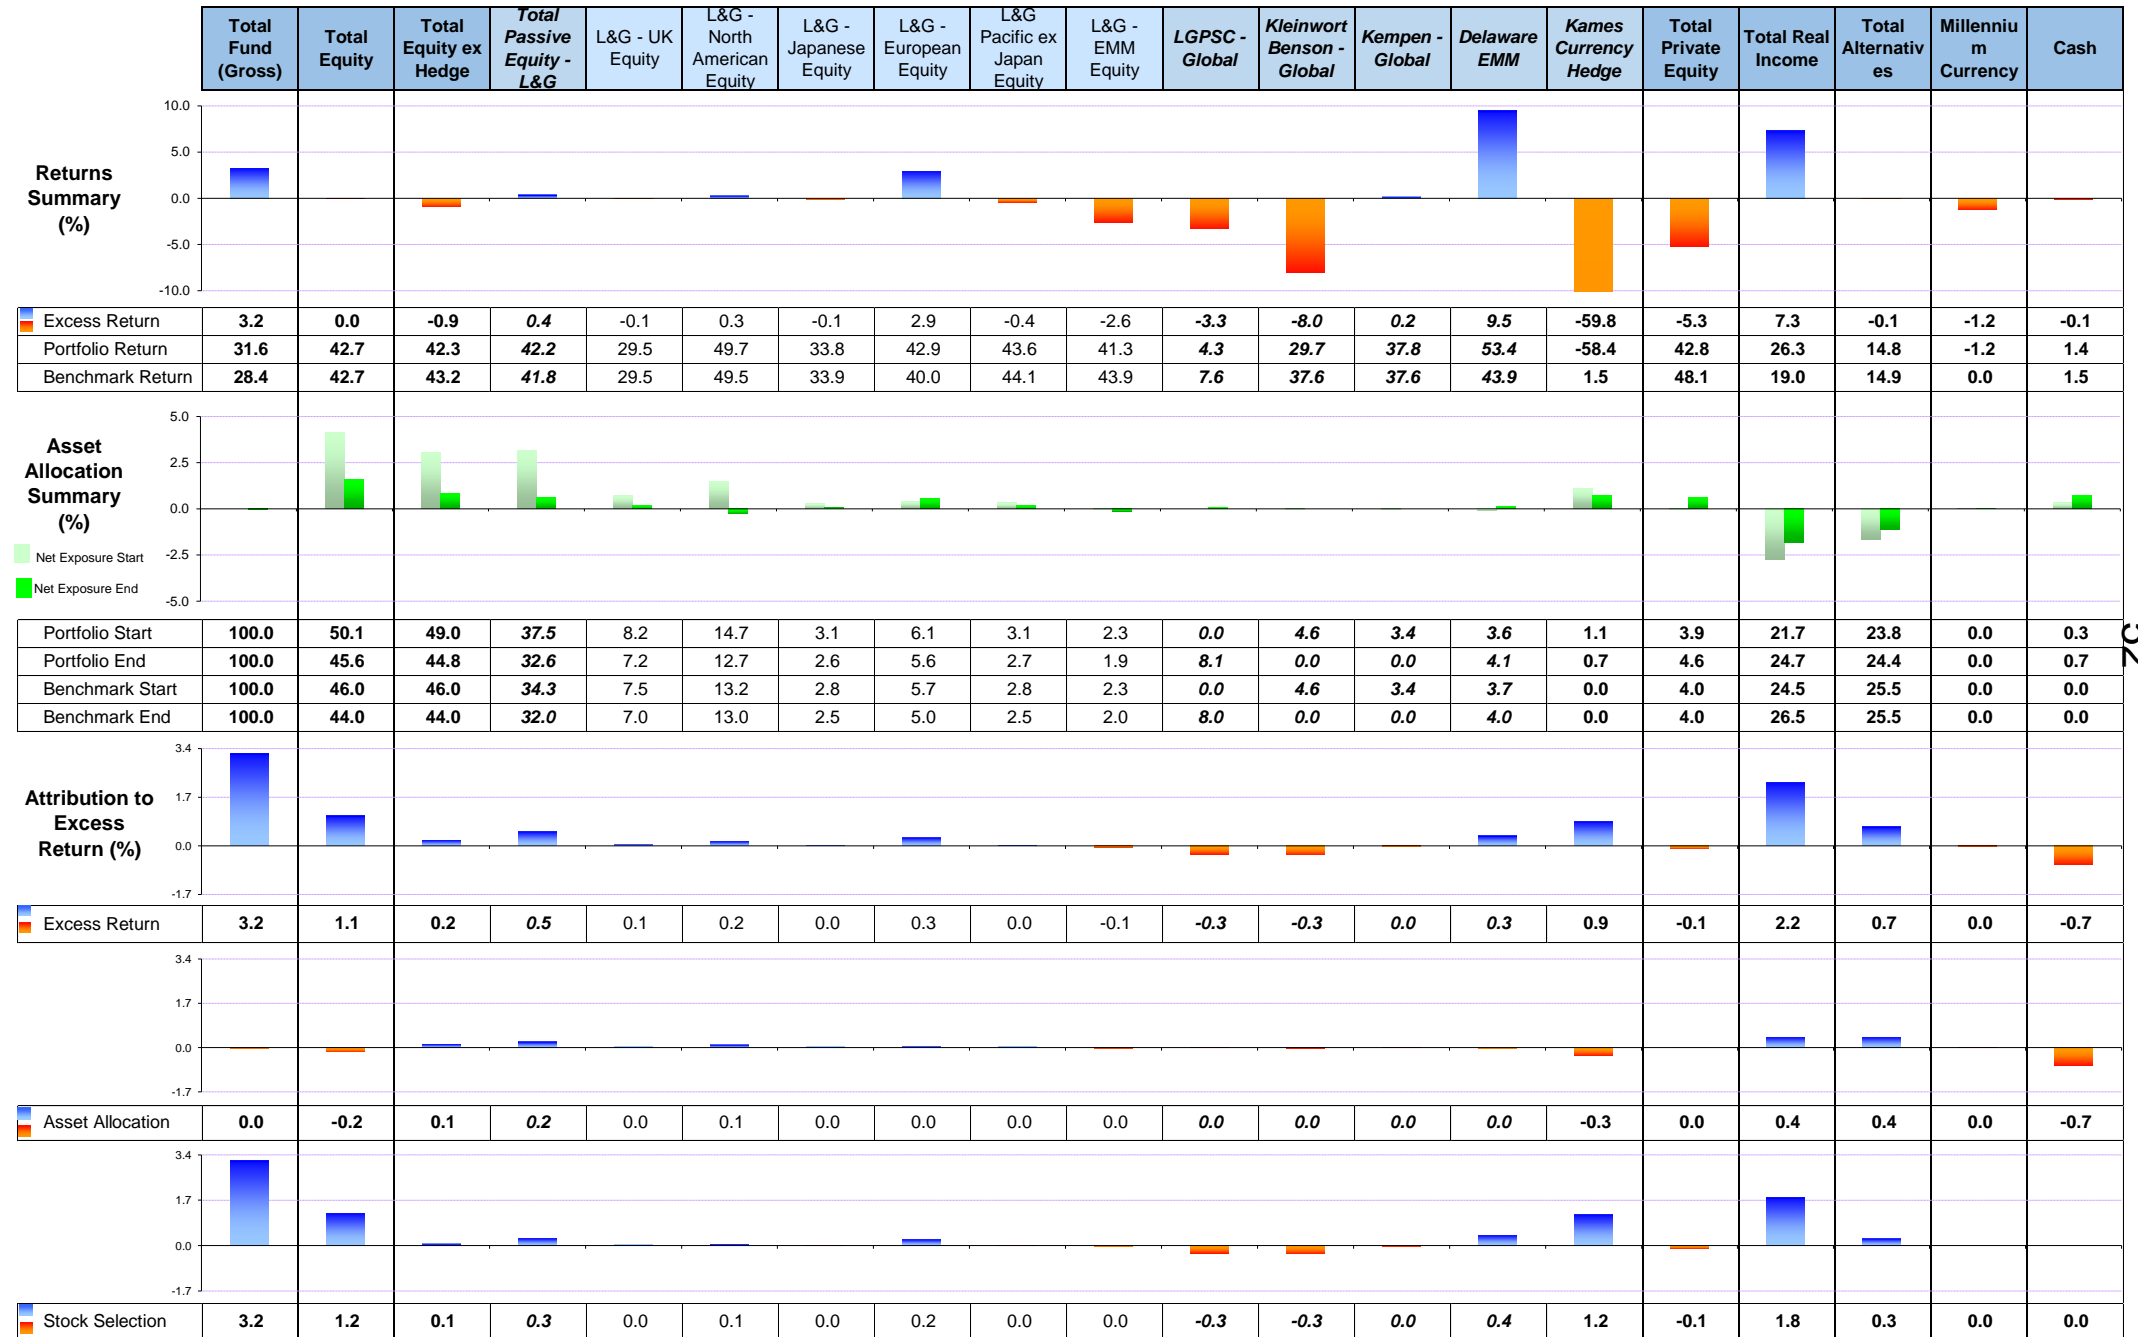 Total Fund (Gross)
Total Equity
Total Equity ex Hedge
Total Passive Equity - L&G
L&G - UK Equity
L&G - North American Equity
L&G - Japanese Equity
L&G - European Equity
L&G Pacific ex Japan Equity
L&G - EMM Equity
LGPSC - Global
Kleinwort Benson - Global
Kempen - Global
Delaware EMM
Kames Currency Hedge
Total Private Equity
Total Real Income
Total Alternativ es
Millenniu m Currency
Cash
Returns Summary (%)
10.0
5.0
0.0
-5.0
-10.0
Excess Return 3.2 0.0 -0.9 0.4 -0.1 0.3 -0.1 2.9 -0.4 -2.6 -3.3 -8.0 0.2 9.5 -59.8 -5.3 7.3 -0.1 -1.2 -0.1
Portfolio Return 31.6 42.7 42.3 42.2 29.5 49.7 33.8 42.9 43.6 41.3 4.3 29.7 37.8 53.4 -58.4 42.8 26.3 14.8 -1.2 1.4
Benchmark Return 28.4 42.7 43.2 41.8 29.5 49.5 33.9 40.0 44.1 43.9 7.6 37.6 37.6 43.9 1.5 48.1 19.0 14.9 0.0 1.5
Asset Allocation Summary (%)
Net Exposure Start
Net Exposure End
5.0
2.5
0.0
-2.5
-5.0
Portfolio Start 100.0 50.1 49.0 37.5 8.2 14.7 3.1 6.1 3.1 2.3 0.0 4.6 3.4 3.6 1.1 3.9 21.7 23.8 0.0 0.3
Portfolio End 100.0 45.6 44.8 32.6 7.2 12.7 2.6 5.6 2.7 1.9 8.1 0.0 0.0 4.1 0.7 4.6 24.7 24.4 0.0 0.7
Benchmark Start 100.0 46.0 46.0 34.3 7.5 13.2 2.8 5.7 2.8 2.3 0.0 4.6 3.4 3.7 0.0 4.0 24.5 25.5 0.0 0.0
Benchmark End 100.0 44.0 44.0 32.0 7.0 13.0 2.5 5.0 2.5 2.0 8.0 0.0 0.0 4.0 0.0 4.0 26.5 25.5 0.0 0.0
Attribution to Excess Return (%)
3.4
1.7
0.0
-1.7
Excess Return 3.2 1.1 0.2 0.5 0.1 0.2 0.0 0.3 0.0 -0.1 -0.3 -0.3 0.0 0.3 0.9 -0.1 2.2 0.7 0.0 -0.7
3.4
1.7
0.0
-1.7
Asset Allocation 0.0 -0.2 0.1 0.2 0.0 0.1 0.0 0.0 0.0 0.0 0.0 0.0 0.0 0.0 -0.3 0.0 0.4 0.4 0.0 -0.7
3.4
1.7
0.0
-1.7
Stock Selection 3.2 1.2 0.1 0.3 0.0 0.1 0.0 0.2 0.0 0.0 -0.3 -0.3 0.0 0.4 1.2 -0.1 1.8 0.3 0.0 0.0